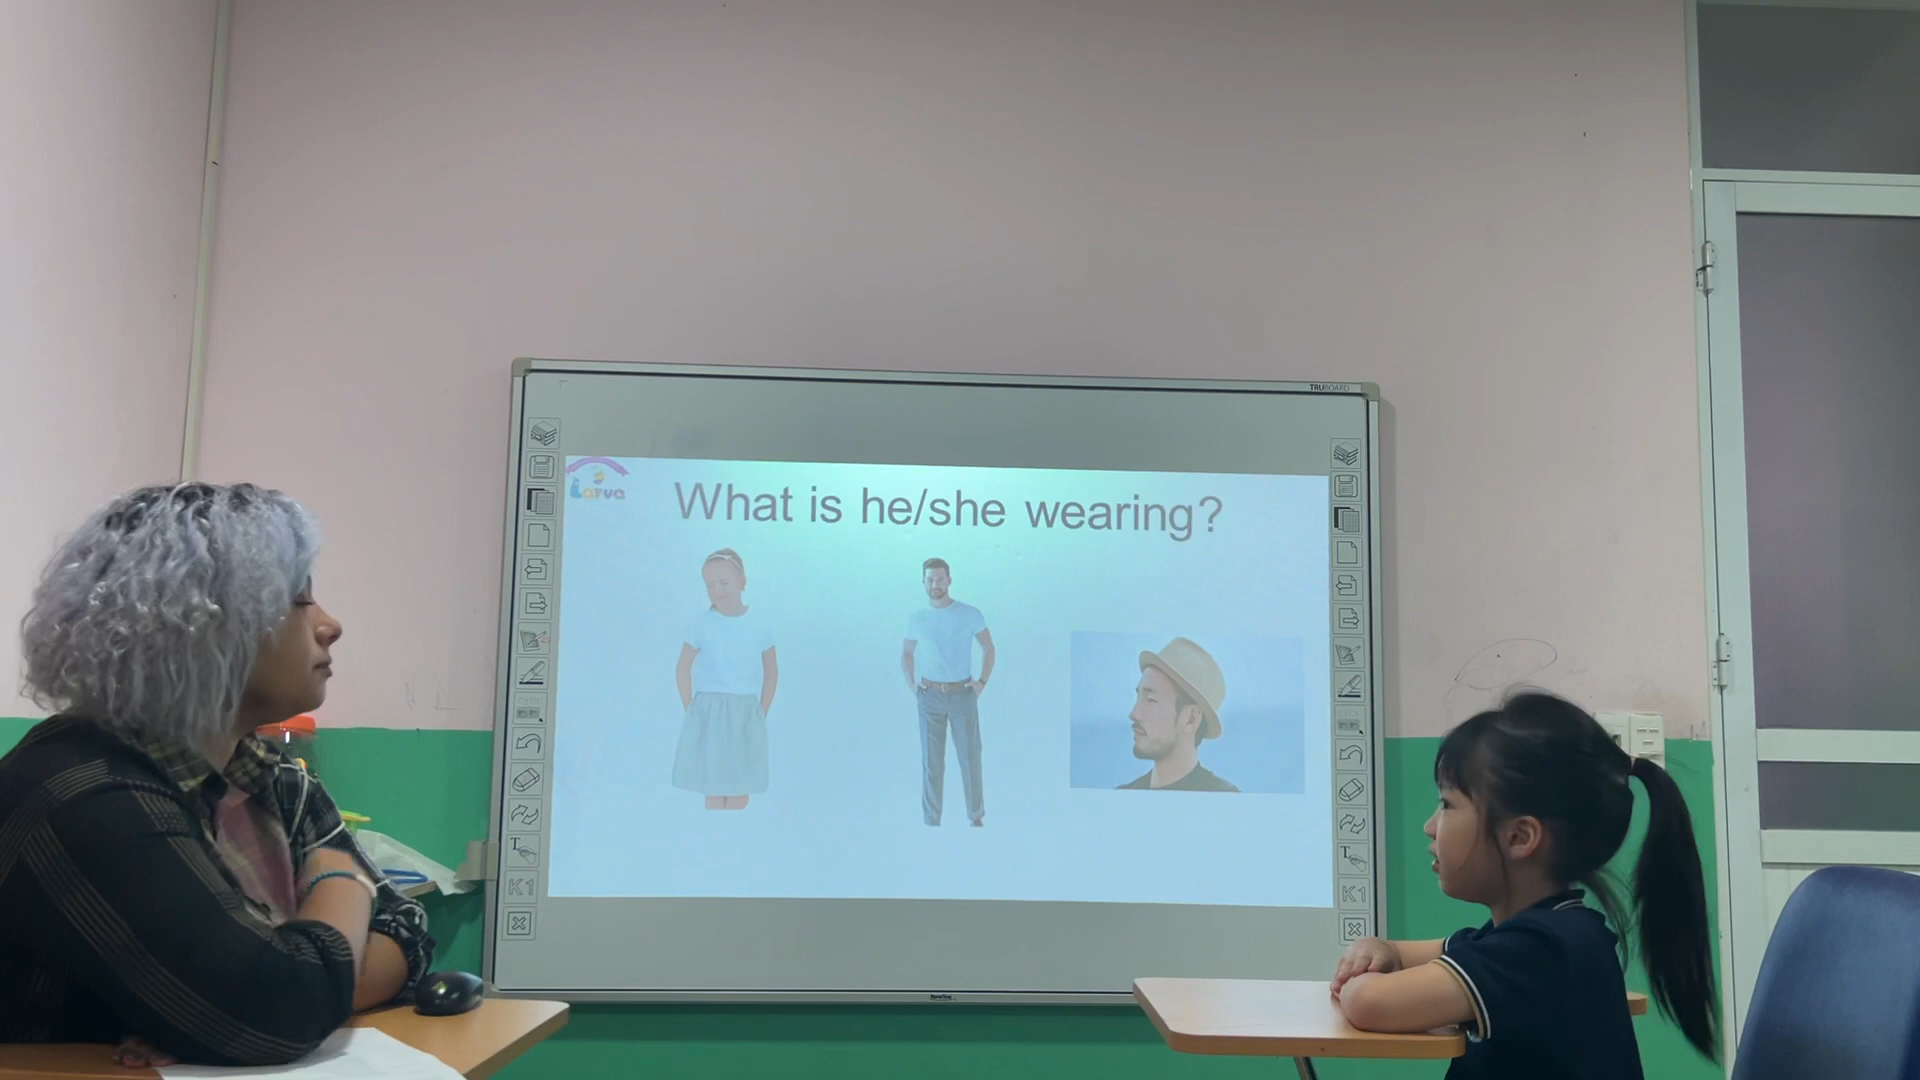 TRUBOARD
Larva
What is he/she wearing?
T
K1
T
K1